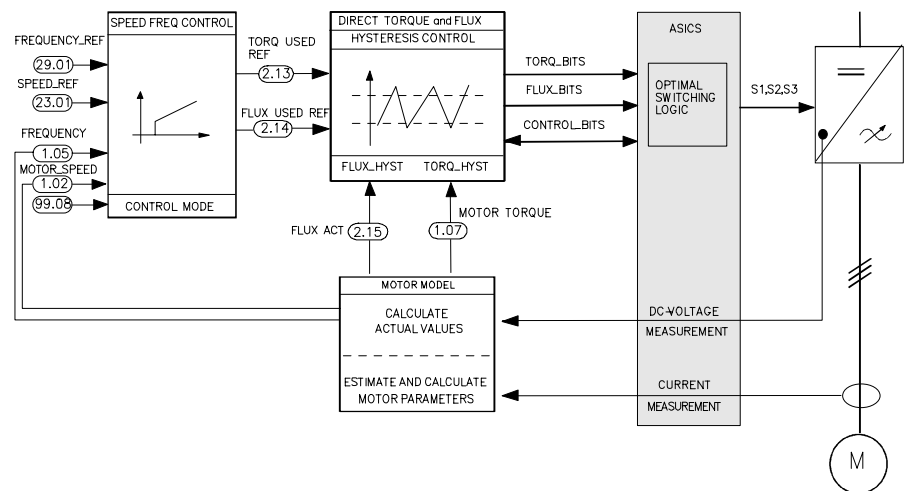 SPEED FREQ CONTROL
FREQUENCY_REF
29.01
SPEED_REF
23.01
FREQUENCY
1.05
MOTOR_SPEED
1.02
99.08
CONTROL MODE
TORQ USED
REF
2.13
FLUX USED REF
2.14
DIRECT TORQUE and FLUX
HYSTERESIS CONTROL
FLUX_HYST TORQ_HYST
FLUX ACT
2.15
MOTOR TORQUE
1.07
MOTOR MODEL
CALCULATE
ACTUAL VALUES
ESTIMATE AND CALCULATE
MOTOR PARAMETERS
TORQ_BITS
FLUX_BITS
CONTROL_BITS
ASICS
OPTIMAL
SWITCHING
LOGIC
S1,S2,S3
DC-VOLTAGE
MEASUREMENT
CURRENT
MEASUREMENT
M